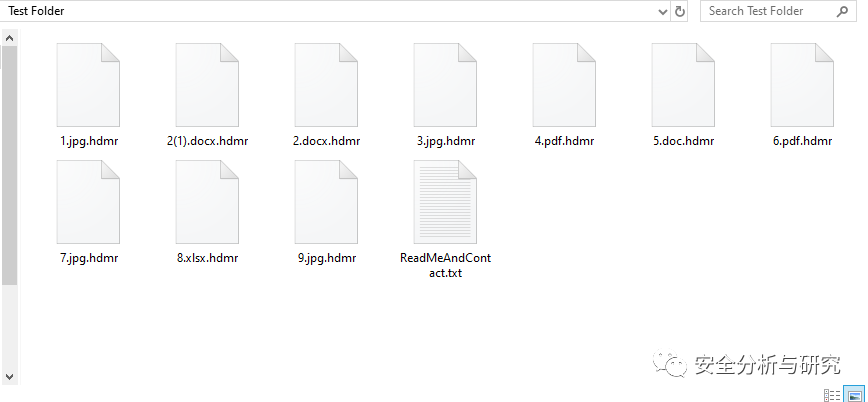 Test Folder
Search Test Folder
1.jpg.hdmr
2(1).docx.hdmr
2.docx.hdmr
3.jpg.hdmr
4.pdf.hdmr
5.doc.hdmr
6.pdf.hdmr
7.jpg.hdmr
8.xlsx.hdmr
9.jpg.hdmr
ReadMeAndCont
act.txt
安全分析与研究